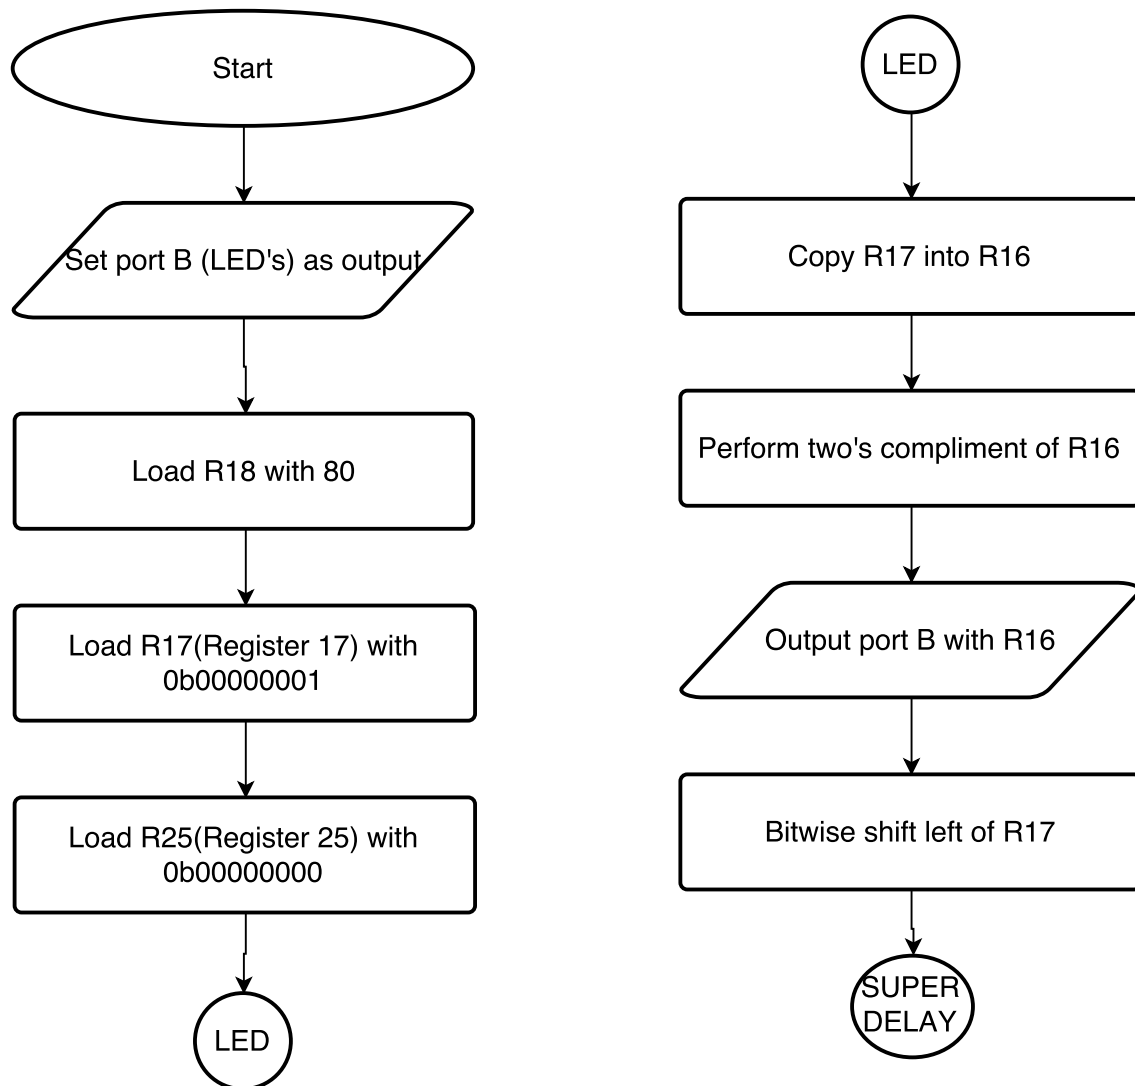 Start
Set port B (LED's) as output
Load R18 with 80
Load R17(Register 17) with
0b00000001
Load R25(Register 25) with
0b00000000
LED
LED
Copy R17 into R16
Perform two's compliment of R16
Output port B with R16
Bitwise shift left of R17
SUPER
DELAY